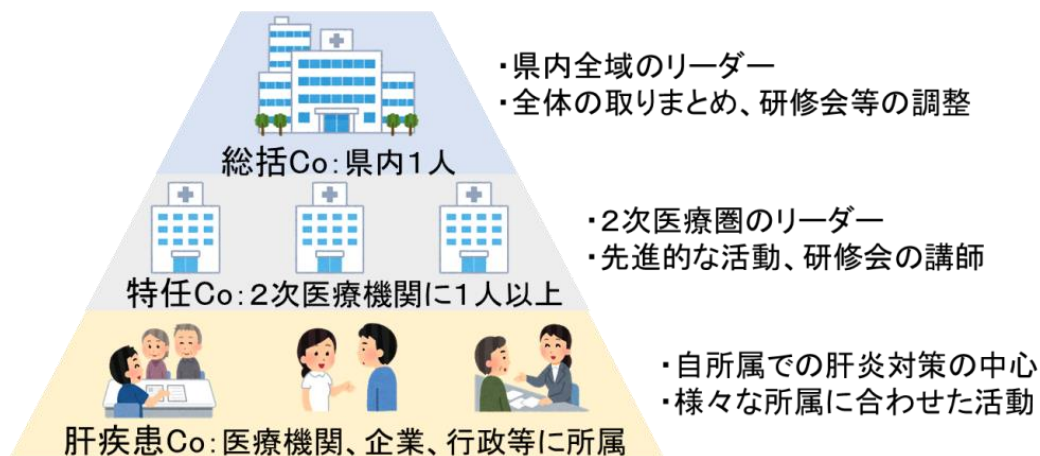 ・県内全域のリーダー
・全体の取りまとめ、研修会等の調整
総括Co：県内１人
・２次医療圏のリーダー
・先進的な活動、研修会の講師
特任Co：２次医療機関に１人以上
・自所属での肝炎対策の中心
・様々な所属に合わせた活動
肝疾患Co：医療機関、企業、行政等に所属